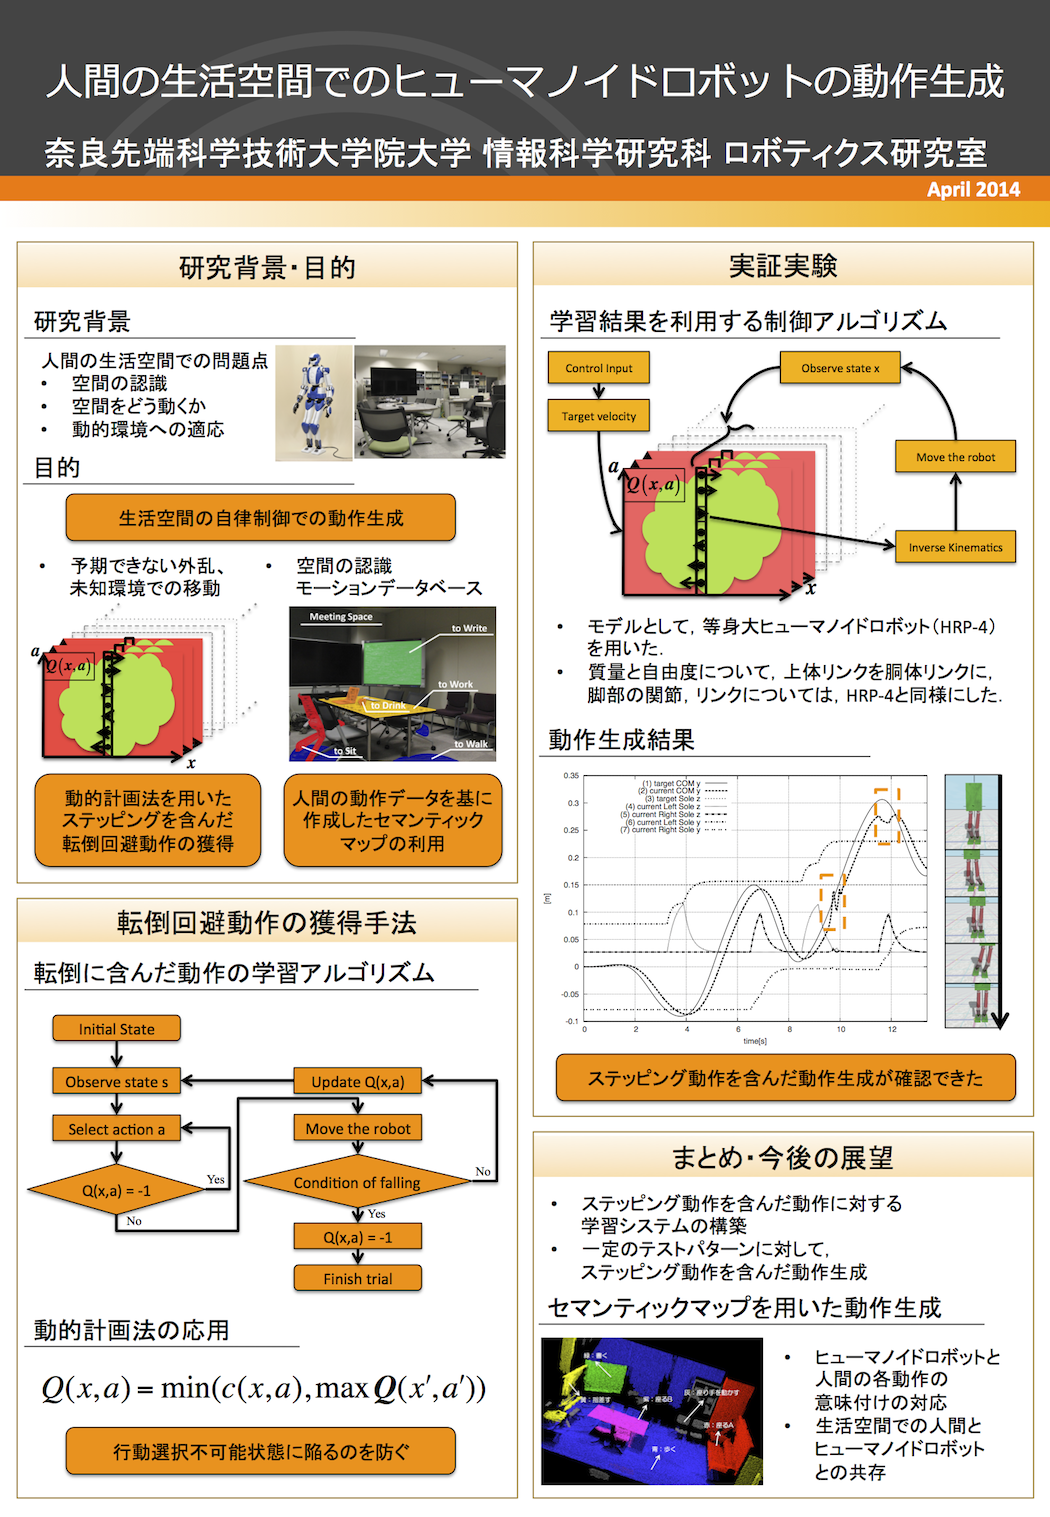 人間の生活空間でのヒューマノイドロボットの動作生成
奈良先端科学技術大学院大学 情報科学研究科 ロボティクス研究室
April 2014
研究背景・目的
研究背景
人間の生活空間での問題点
• 空間の認識
• 空間をどう動くか
• 動的環境への適応
目的
生活空間の自律制御での動作生成
• 予期できない外乱、
未知環境での移動
• 空間の認識
モーションデータベース
a
Q(x,a)
x
Meeting Space
to Write
to Work
to Drink
to Sit
to Walk
動的計画法を用いた
ステッピングを含んだ
転倒回避動作の獲得
人間の動作データを基に
作成したセマンティック
マップの利用
転倒回避動作の獲得手法
転倒に含んだ動作の学習アルゴリズム
Initial State
Observe state s
Update Q(x,a)
Select action a
Move the robot
Yes
No
Q(x,a) = -1
Condition of falling
No
Yes
Q(x,a) = -1
Finish trial
動的計画法の応用
Q(x,a) = min(c(x,a),max Q(x′,a′))
行動選択不可能状態に陥るのを防ぐ
実証実験
学習結果を利用する制御アルゴリズム
Control Input
Observe state x
Target velocity
Move the robot
a
Q(x,a)
Inverse Kinematics
x
• モデルとして，等身大ヒューマノイドロボット（HRP-4）
を用いた．
• 質量と自由度について，上体リンクを胴体リンクに，
脚部の関節，リンクについては，HRP-4と同様にした．
動作生成結果
(1) target COM y
(2) current COM y
(3) target Sole z
(4) current Left Sole z
(5) current Right Sole z
(6) current Left Sole y
(7) current Right Sole y
0.35
0.3
0.25
0.2
0.15
0.1
0.05
0
-0.05
-0.1
[m]
0 2 4 6 8 10 12
time[s]
ステッピング動作を含んだ動作生成が確認できた
まとめ・今後の展望
• ステッピング動作を含んだ動作に対する
学習システムの構築
• 一定のテストパターンに対して，
ステッピング動作を含んだ動作生成
セマンティックマップを用いた動作生成
緑：書く
黄：指差す
紫：座るB
灰：座り手を動かす
赤：座るA
青：歩く
• ヒューマノイドロボットと
人間の各動作の
意味付けの対応
• 生活空間での人間と
ヒューマノイドロボット
との共存